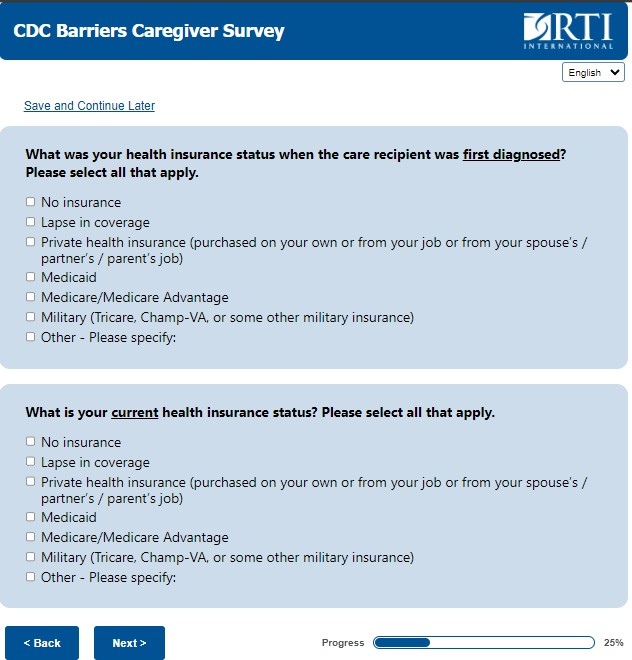 CDC Barriers Caregiver Survey
RTI
INTERNATIONAL
English
Save and Continue Later
What was your health insurance status when the care recipient was first diagnosed?
Please select all that apply.
No insurance
Lapse in coverage
Private health insurance (purchased on your own or from your job or from your spouse's /
partner's / parent's job)
Medicaid
Medicare/Medicare Advantage
Military (Tricare, Champ-VA, or some other military insurance)
Other - Please specify:
What is your current health insurance status? Please select all that apply.
No insurance
Lapse in coverage
Private health insurance (purchased on your own or from your job or from your spouse's /
partner's / parent's job)
Medicaid
Medicare/Medicare Advantage
Military (Tricare, Champ-VA, or some other military insurance)
Other - Please specify:
< Back
Next >
Progress
25%